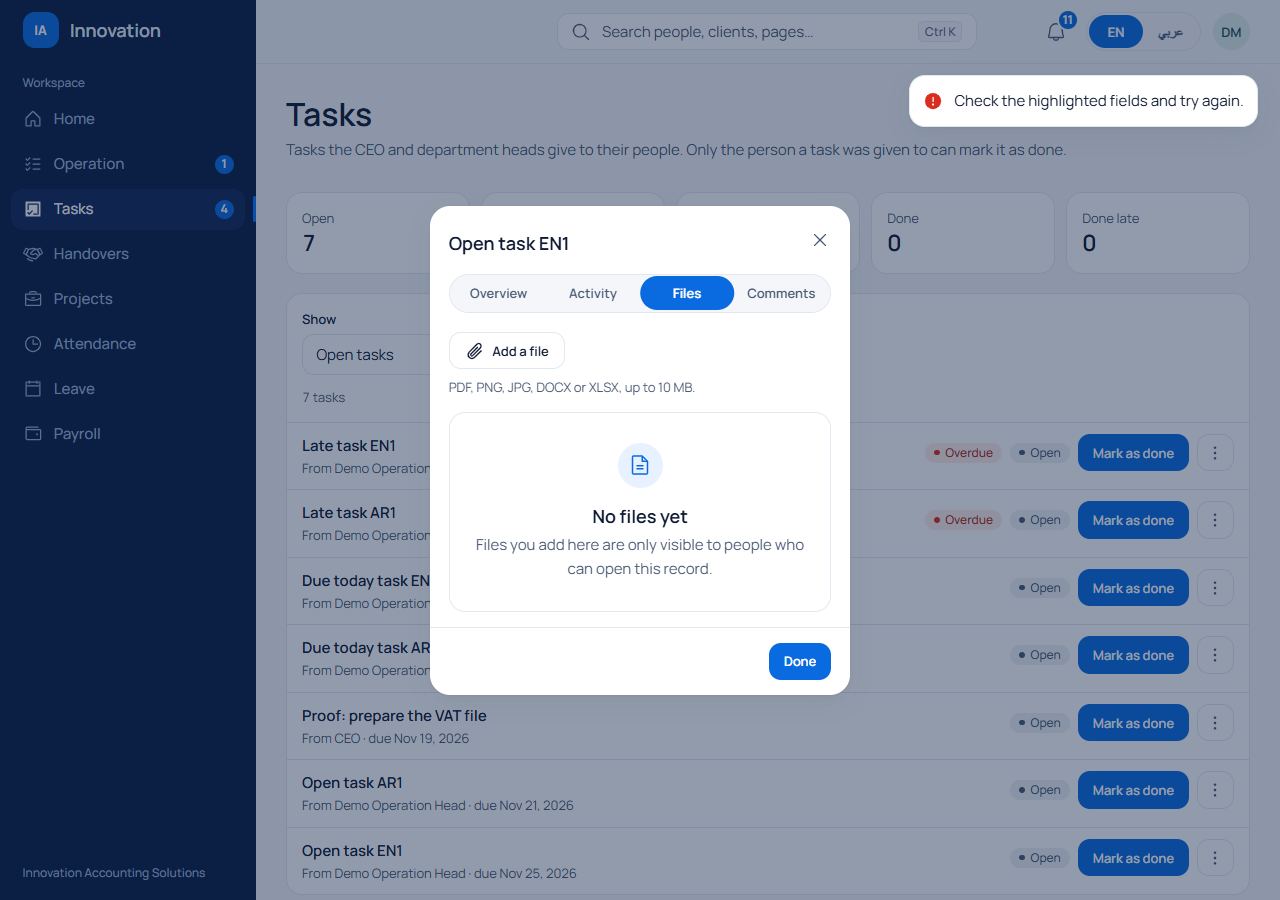 IA
Innovation
Search people, clients, pages...
Ctrl K
11
EN
عربي
DM
Check the highlighted fields and try again.
Workspace
Home
Operation
1
Tasks
4
Handovers
Projects
Attendance
Leave
Payroll
Innovation Accounting Solutions
Tasks
Tasks the CEO and department heads give to their people. Only the person a task was given to can mark it as done.
Open
7
Done
0
Done late
0
Show
Open tasks
7 tasks
Late task EN1
From Demo Operation
Overdue
Open
Mark as done
Late task AR1
From Demo Operation
Overdue
Open
Mark as done
Due today task EN
From Demo Operation
Open
Mark as done
Due today task AR
From Demo Operation
Open
Mark as done
Proof: prepare the VAT file
From CEO · due Nov 19, 2026
Open
Mark as done
Open task AR1
From Demo Operation Head · due Nov 21, 2026
Open
Mark as done
Open task EN1
From Demo Operation Head · due Nov 25, 2026
Open
Mark as done
Open task EN1
Overview
Activity
Files
Comments
Add a file
PDF, PNG, JPG, DOCX or XLSX, up to 10 MB.
No files yet
Files you add here are only visible to people who
can open this record.
Done